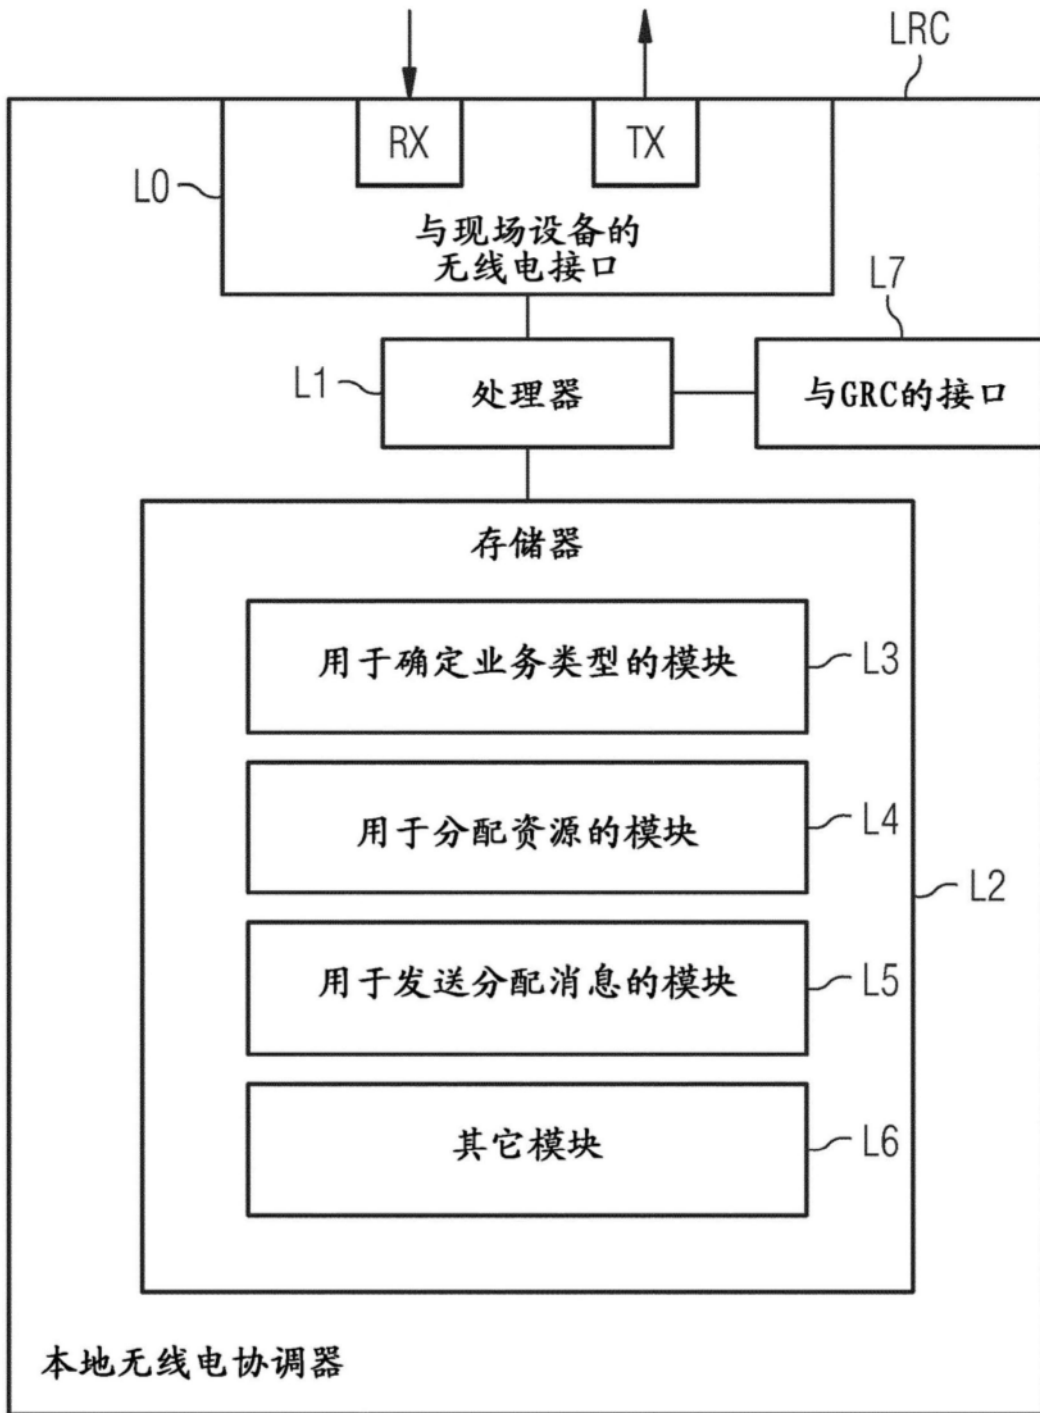 LRC
RX
TX
L0
与现场设备的
无线电接口
L7
L1
处理器
与GRC的接口
存储器
用于确定业务类型的模块
L3
用于分配资源的模块
L4
L2
用于发送分配消息的模块
L5
其它模块
L6
本地无线电协调器